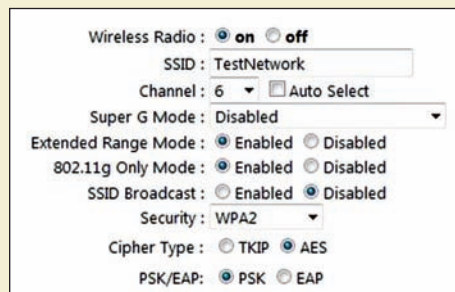 Wireless Radio : on off
SSID : TestNetwork
Channel : 6 Auto Select
Super G Mode : Disabled
Extended Range Mode : Enabled Disabled
802.11g Only Mode : Enabled Disabled
SSID Broadcast : Enabled Disabled
Security : WPA2
Cipher Type : TKIP AES
PSK/EAP: PSK EAP